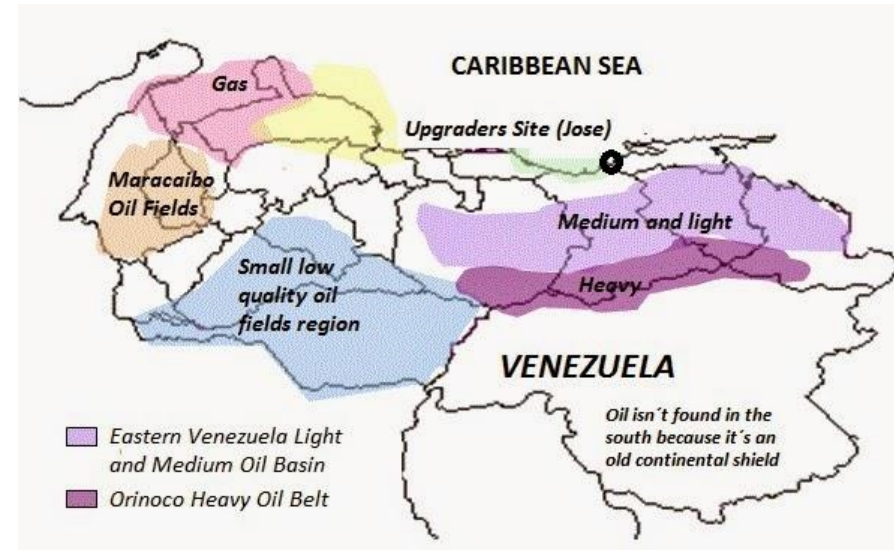 CARIBBEAN SEA
Gas
Upgraders Site (Jose)
Maracaibo
Oil Fields
Medium and light
Small low
quality oil
fields region
Heavy
VENEZUELA
Oil isn´t found in the
south because it´s an
old continental shield
Eastern Venezuela Light
and Medium Oil Basin
Orinoco Heavy Oil Belt